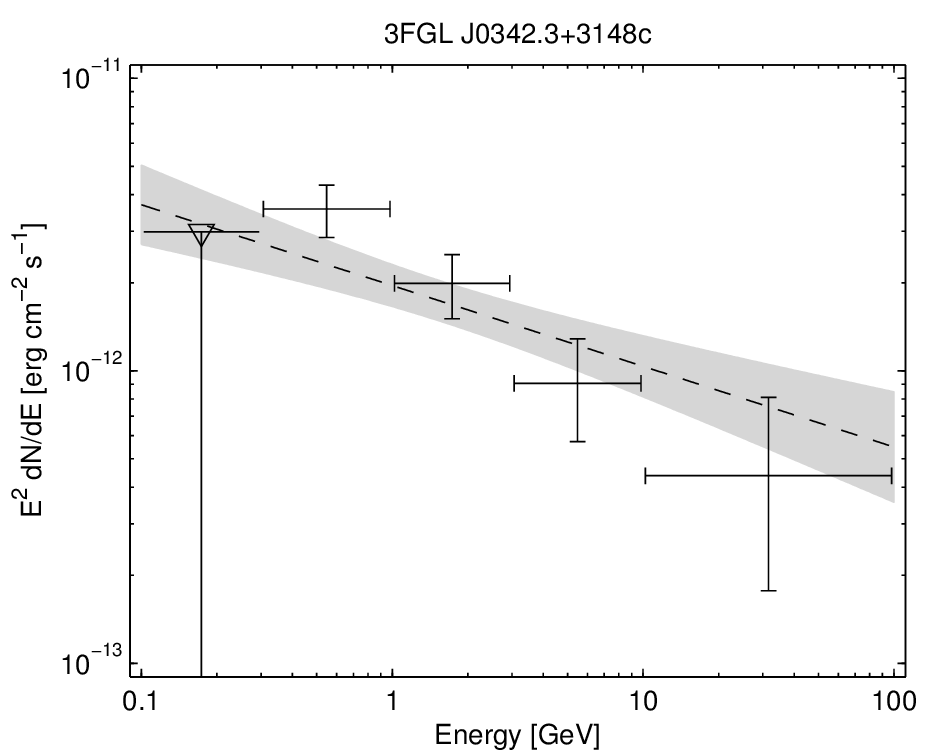 3FGL J0342.3+3148c
10⁻¹¹
10⁻¹²
10⁻¹³
E² dN/dE [erg cm⁻² s⁻¹]
0.1 1 10 100
Energy [GeV]